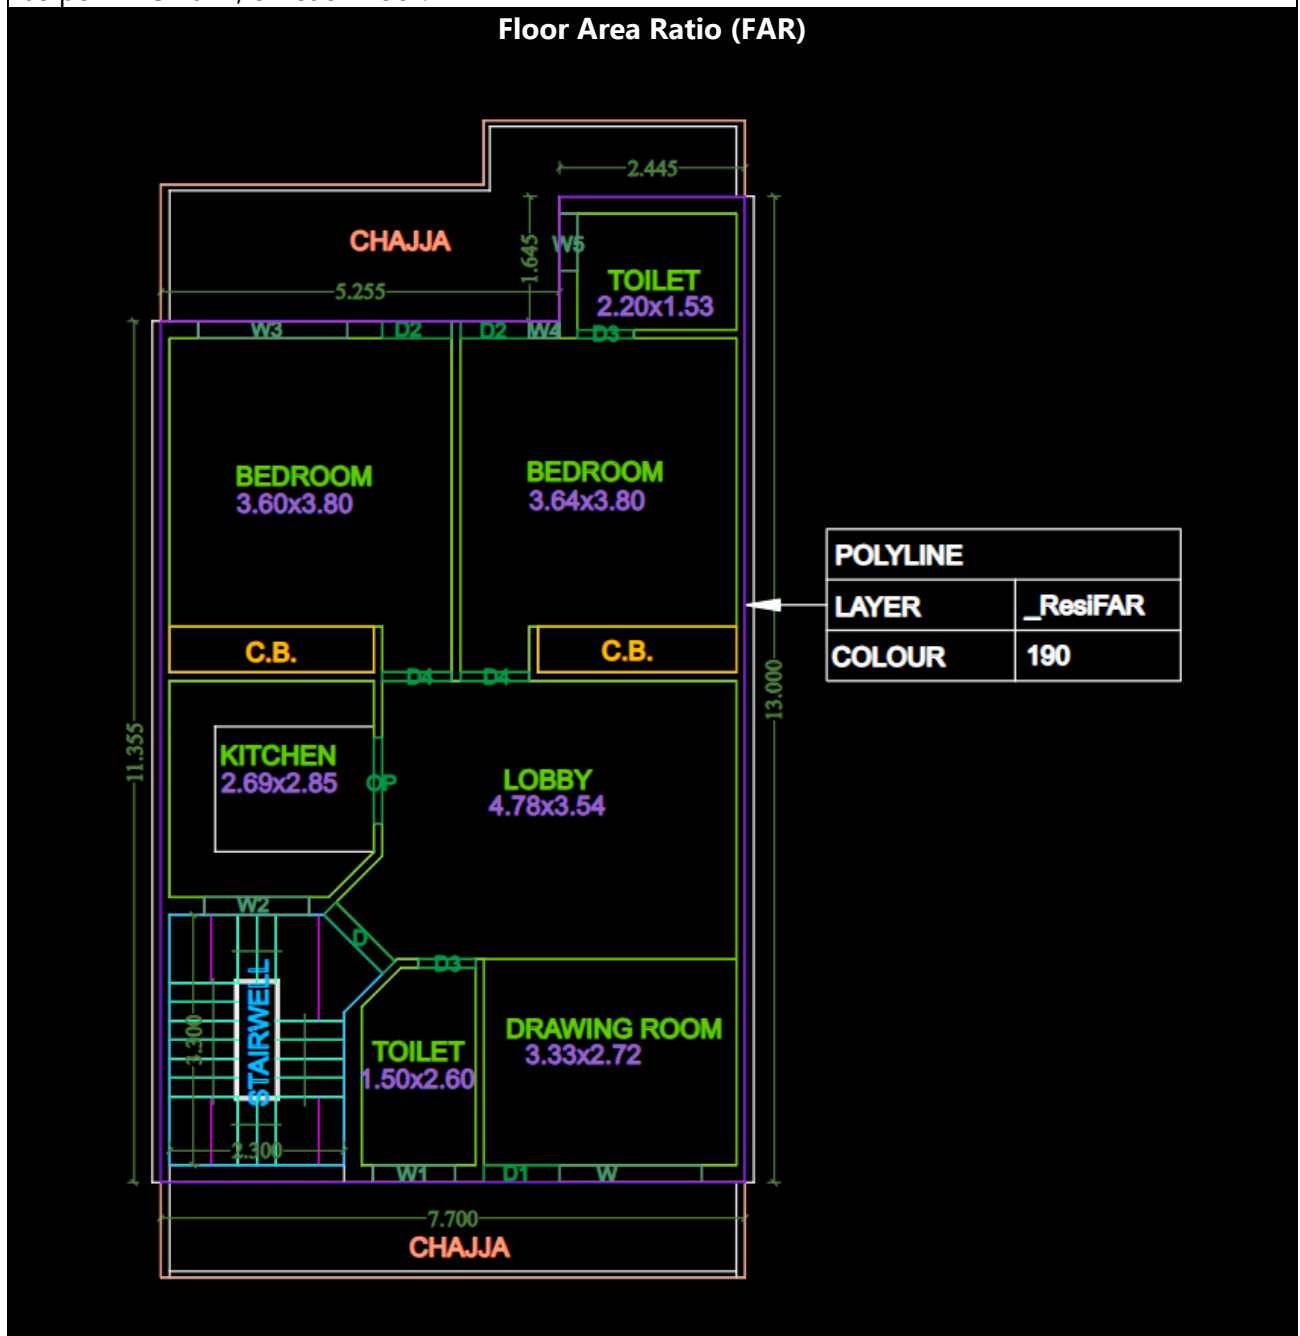 Floor Area Ratio (FAR)
2.445
CHAJJA
1.645
W5
TOILET
2.20x1.53
5.255
W3
D2
D2
W4
D3
BEDROOM
3.60x3.80
BEDROOM
3.64x3.80
POLYLINE
LAYER _ResiFAR
COLOUR 190
C.B.
C.B.
D4
D4
13.000
11.355
KITCHEN
2.69x2.85
OP
LOBBY
4.78x3.54
W2
D
D3
STAIRWELL
3.300
DRAWING ROOM
3.33x2.72
TOILET
1.50x2.60
2.300
W1
D1
W
7.700
CHAJJA